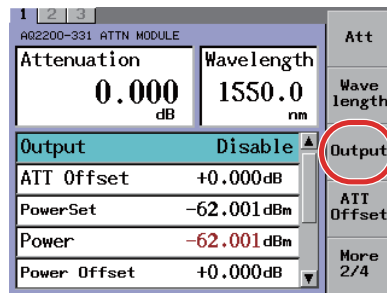 1 2 3
AQ2200-331 ATTN MODULE
Attenuation
0.000
dB
Wavelength
1550.0
nm
Output Disable
ATT Offset +0.000dB
PowerSet -62.001dBm
Power -62.001dBm
Power Offset +0.000dB
Att
Wave
length
Output
ATT
Offset
More
2/4